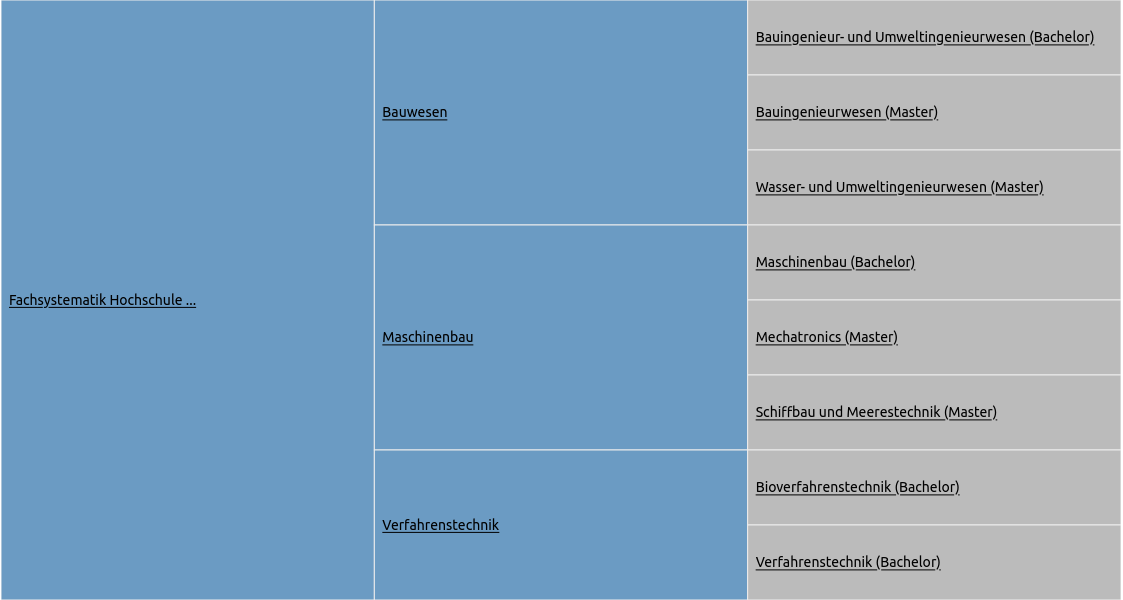 Fachsystematik Hochschule ...
Bauwesen
Bauingenieur- und Umweltingenieurwesen (Bachelor)
Bauingenieurwesen (Master)
Wasser- und Umweltingenieurwesen (Master)
Maschinenbau
Maschinenbau (Bachelor)
Mechatronics (Master)
Schiffbau und Meerestechnik (Master)
Verfahrenstechnik
Bioverfahrenstechnik (Bachelor)
Verfahrenstechnik (Bachelor)